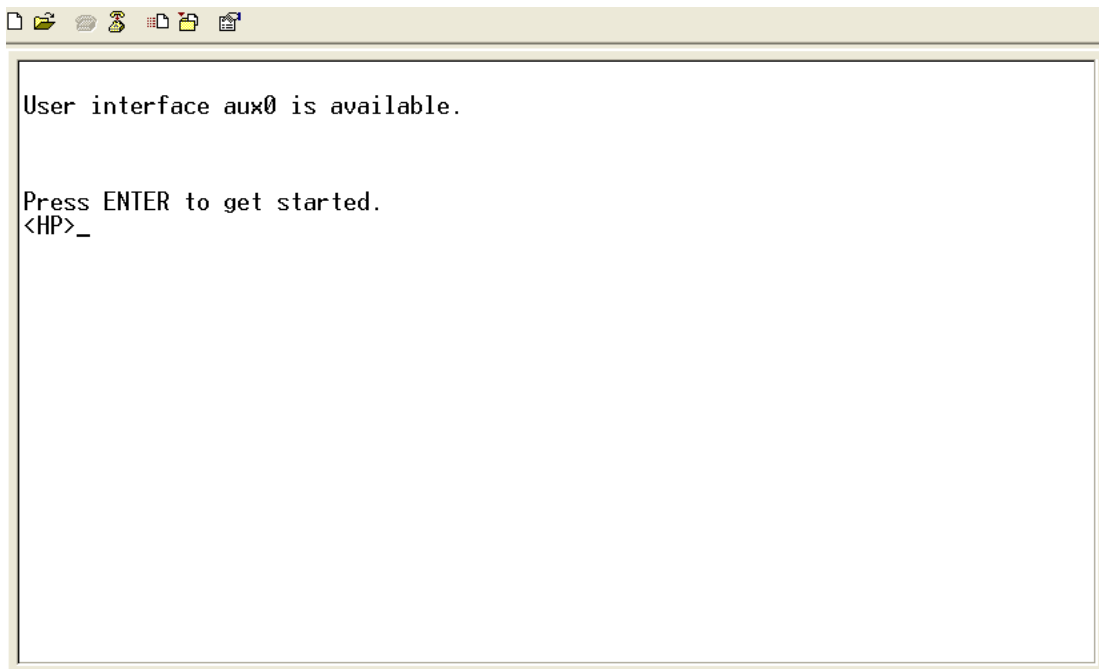 User interface aux0 is available.
Press ENTER to get started.
<HP>_